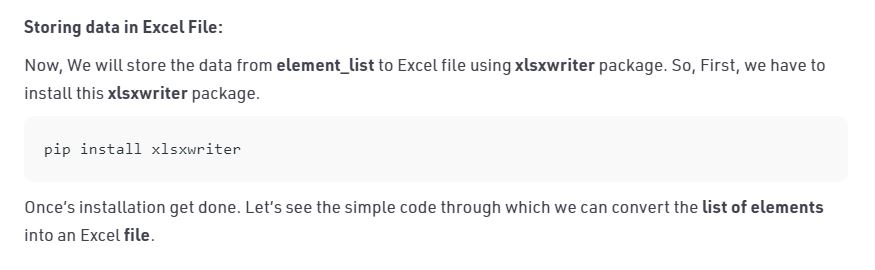 Storing data in Excel File:
Now, We will store the data from element_list to Excel file using xlsxwriter package. So, First, we have to
install this xlsxwriter package.
pip install xlsxwriter
Once’s installation get done. Let’s see the simple code through which we can convert the list of elements
into an Excel file.